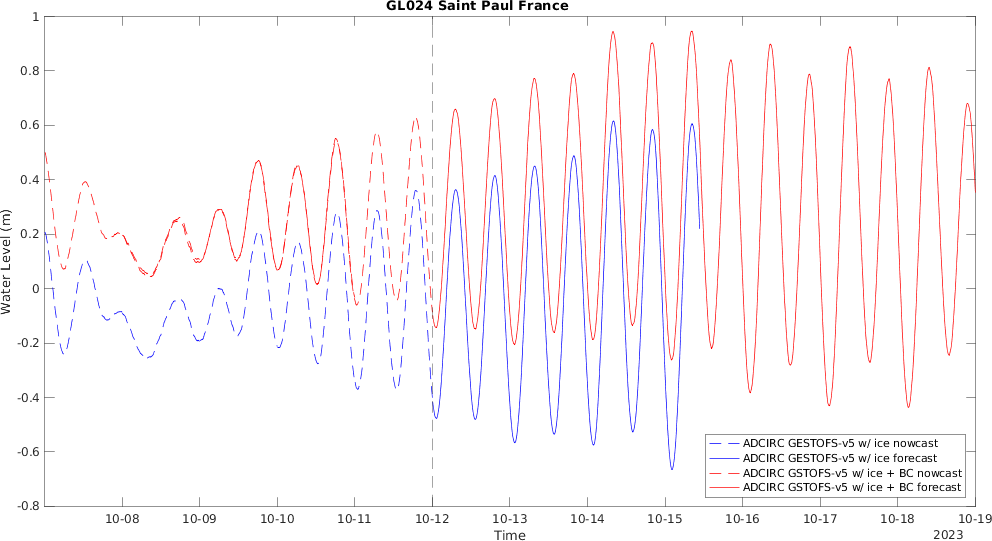 GL024 Saint Paul France
1
0.8
0.6
0.4
0.2
0
-0.2
-0.4
-0.6
-0.8
Water Level (m)
ADCIRC GESTOFS-v5 w/ ice nowcast
ADCIRC GESTOFS-v5 w/ ice forecast
ADCIRC GSTOFS-v5 w/ ice + BC nowcast
ADCIRC GSTOFS-v5 w/ ice + BC forecast
10-08 10-09 10-10 10-11 10-12 10-13 10-14 10-15 10-16 10-17 10-18 10-19
Time
2023